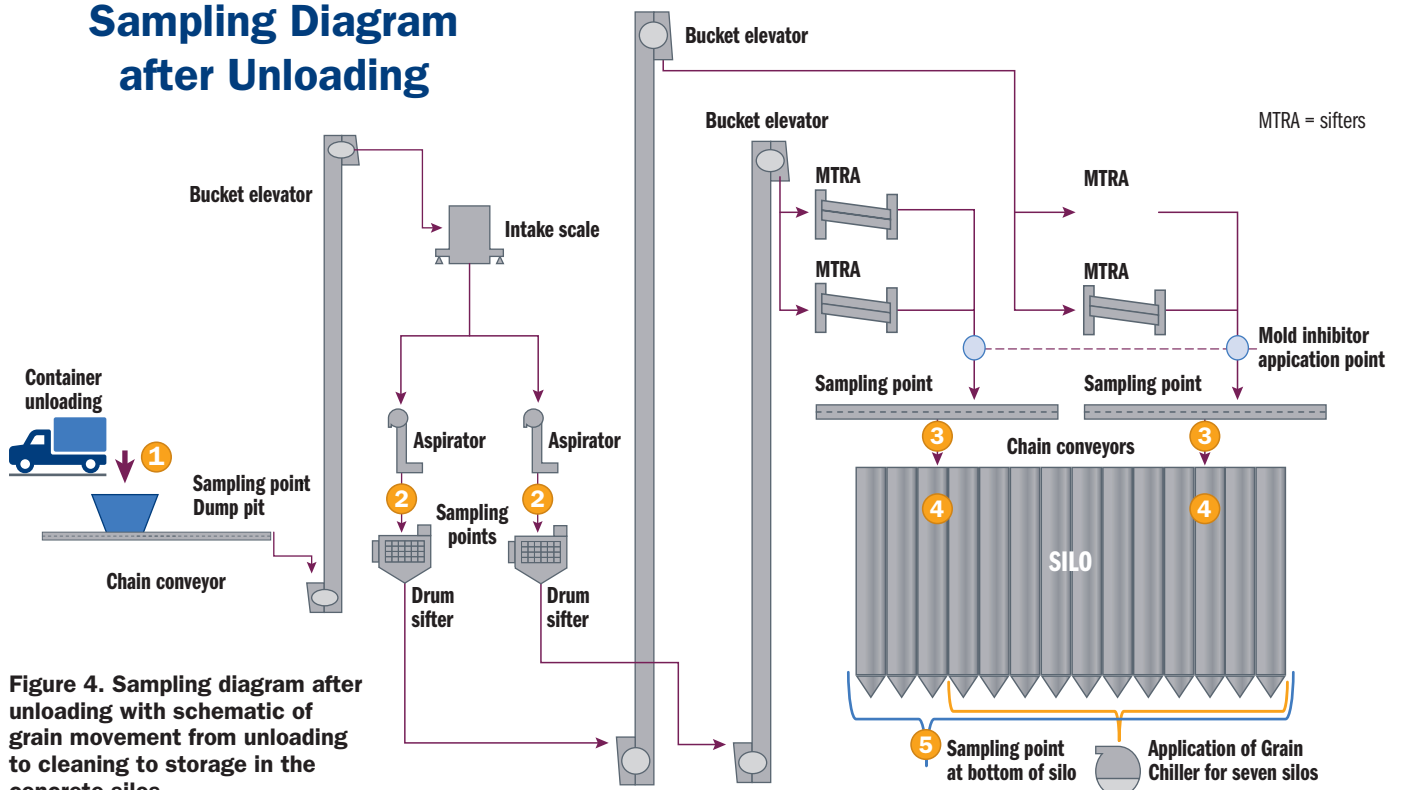 Sampling Diagram
after Unloading
Bucket elevator
Bucket elevator
MTRA = sifters
MTRA
MTRA
Bucket elevator
Intake scale
MTRA
MTRA
Mold inhibitor
appication point
Container
unloading
Sampling point
Sampling point
Aspirator
Aspirator
3
3
Chain conveyors
1
Sampling point
Dump pit
2
2
Sampling
points
4
4
SILO
Chain conveyor
Drum
sifter
Drum
sifter
Figure 4. Sampling diagram after
unloading with schematic of
grain movement from unloading
to cleaning to storage in the
concrete silos
5
Sampling point
at bottom of silo
Application of Grain
Chiller for seven silos